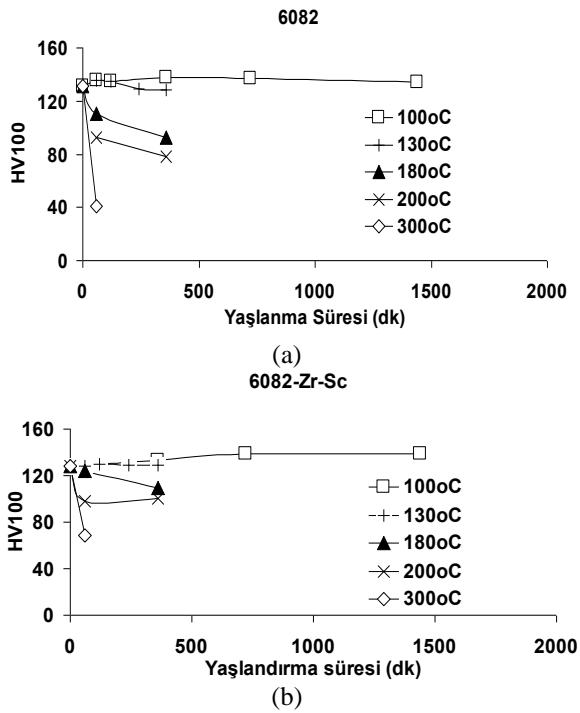 6082
160
120
80
40
0
HV100
0
500
1000
1500
2000
Yaşlanma Süresi (dk)
100oC
130oC
180oC
200oC
300oC
(a)
6082-Zr-Sc
160
120
80
40
0
HV100
0
500
1000
1500
2000
Yaşlandırma süresi (dk)
100oC
130oC
180oC
200oC
300oC
(b)